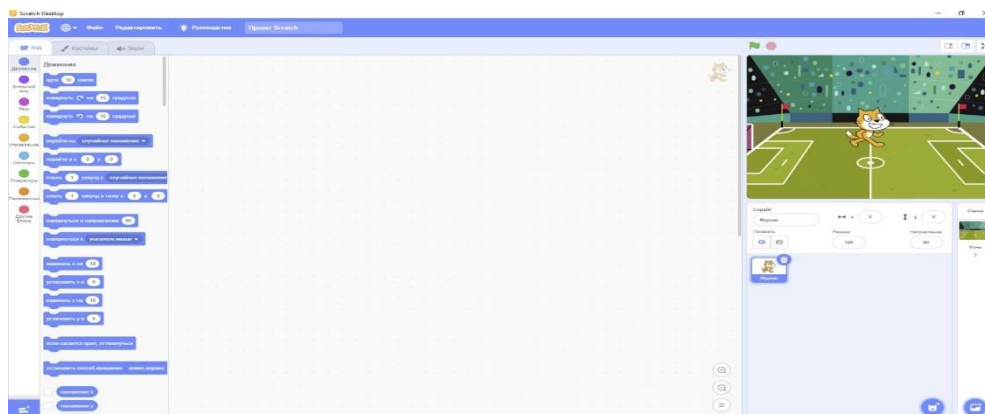 Scratch Desktop
SCRATCH Файл Редактировать Руководства Проект Scratch
Код Костюмы Звуки
Движение
Движение
идти 10 шагов
Внешний вид
повернуть на 15 градусов
Звук
повернуть на 15 градусов
События
Управление
перейти на случайное положение
Сенсоры
перейти в x: 0 y: 0
Операторы
плыть 1 секунд к случайное положение
Переменные
плыть 1 секунд в точку x: 0 y: 0
Другие блоки
повернуться в направлении 90
повернуться к указатель мыши
изменить x на 10
установить x в 0
изменить y на 10
установить y в 0
если касается края, оттолкнуться
установить способ вращения влево-вправо
положение x
положение y
Спрайт
Мурзик x 0 y 0
Показать Размер Направление
100 90
Мурзик
Сцена
Фоны